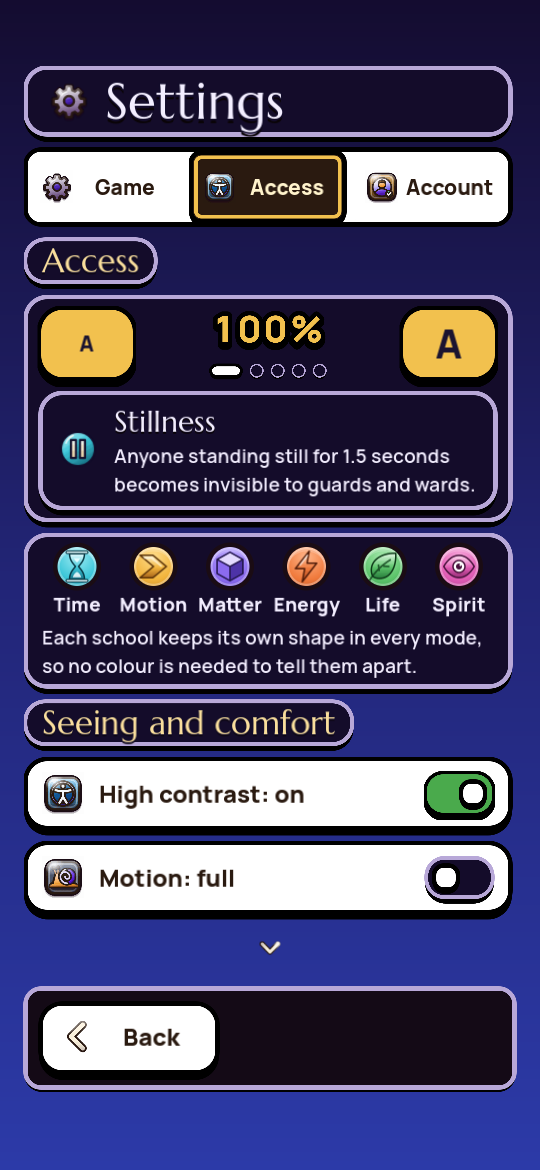 Settings
Game
Access
Account
Access
A
100%
A
Stillness
Anyone standing still for 1.5 seconds
becomes invisible to guards and wards.
Time
Motion
Matter
Energy
Life
Spirit
Each school keeps its own shape in every mode,
so no colour is needed to tell them apart.
Seeing and comfort
High contrast: on
Motion: full
Back